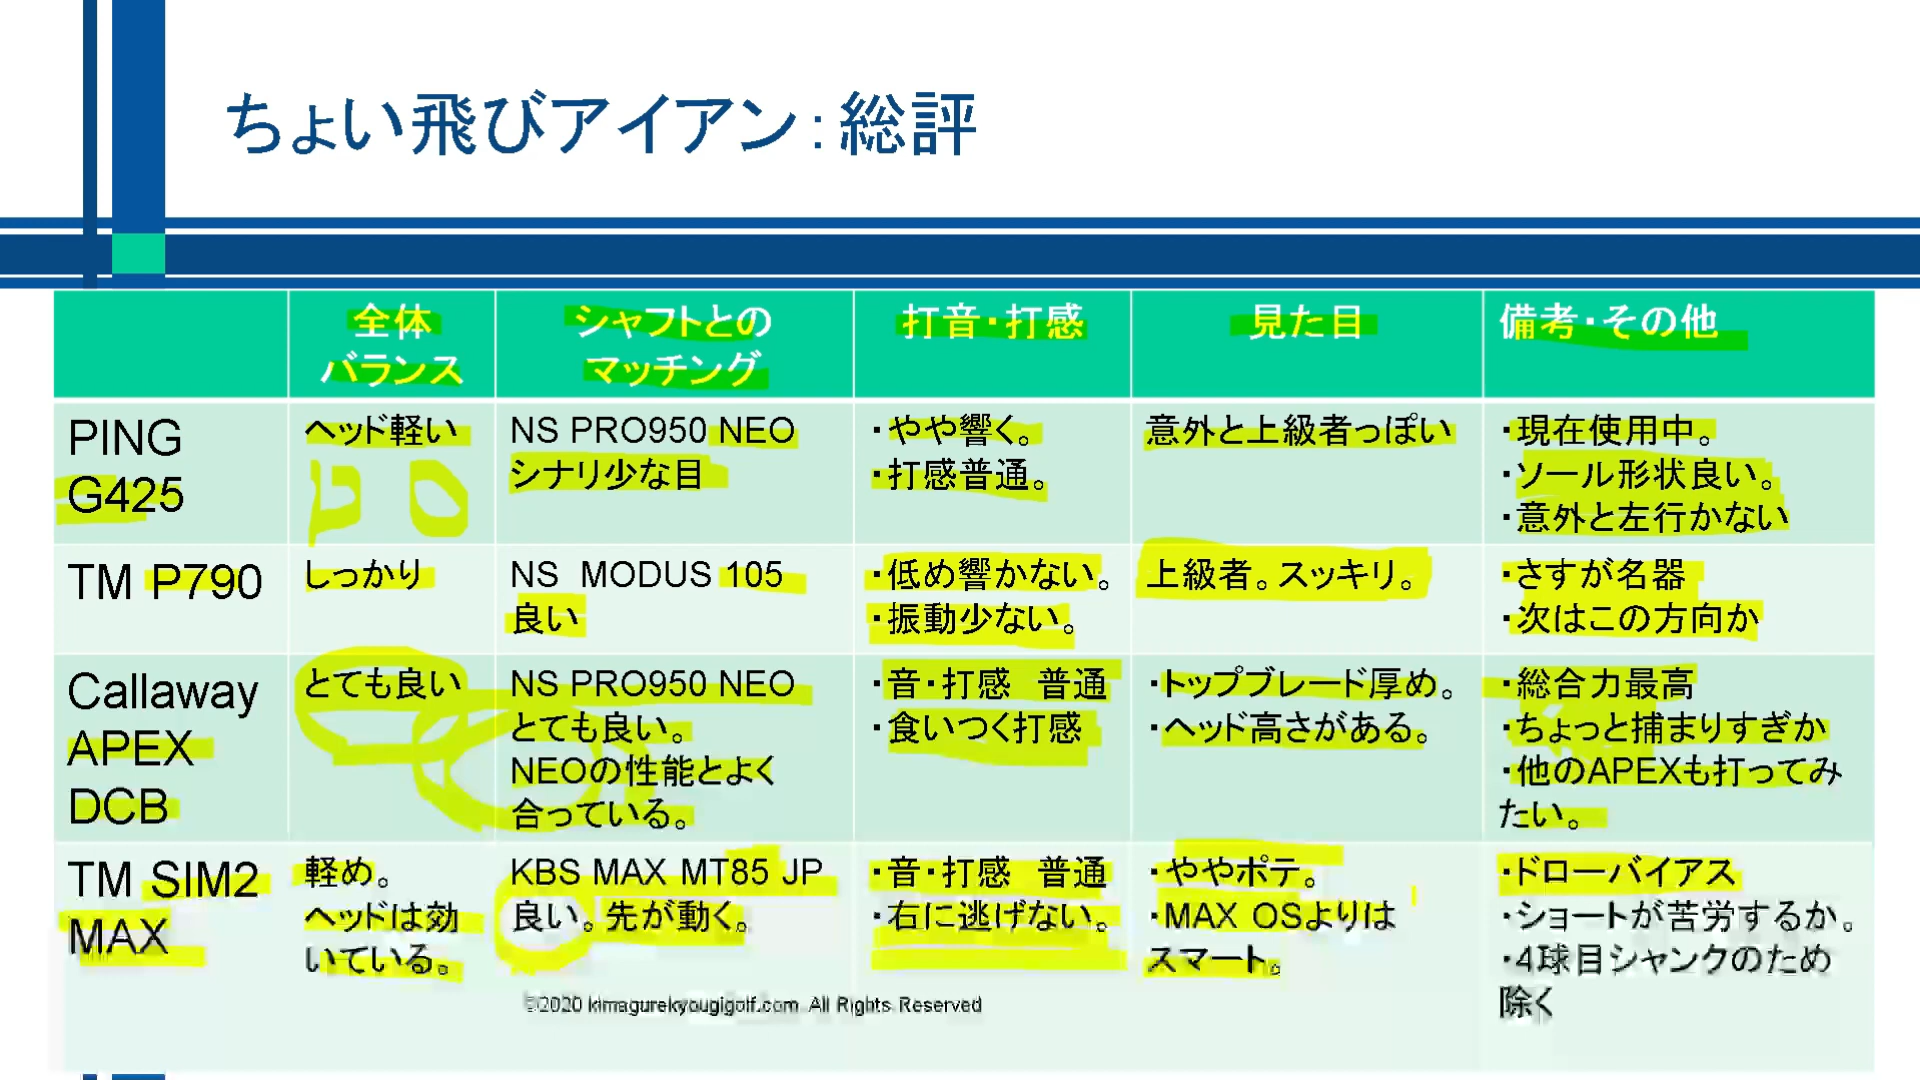 ちょい飛びアイアン：総評
全体
バランス
シャフトとの
マッチング
打音・打感
見た目
備考・その他
PING
G425
ヘッド軽い
NS PRO950 NEO
シナリ少な目
・やや響く。
・打感普通。
意外と上級者っぽい
・現在使用中。
・ソール形状良い。
・意外と左行かない
TM P790
しっかり
NS MODUS 105
良い
・低め響かない。
・振動少ない。
上級者。スッキリ。
・さすが名器
・次はこの方向か
Callaway
APEX
DCB
とても良い
NS PRO950 NEO
とても良い。
NEOの性能とよく
合っている。
・音・打感　普通
・食いつく打感
・トップブレード厚め。
・ヘッド高さがある。
・総合力最高
・ちょっと捕まりすぎか
・他のAPEXも打ってみ
たい。
TM SIM2
MAX
軽め。
ヘッドは効
いている。
KBS MAX MT85 JP
良い。先が動く。
・音・打感　普通
・右に逃げない。
・ややポテ。
・MAX OSよりは
スマート。
・ドローバイアス
・ショートが苦労するか。
・4球目シャンクのため
除く
©2020 kimagurekyougigolf.com All Rights Reserved